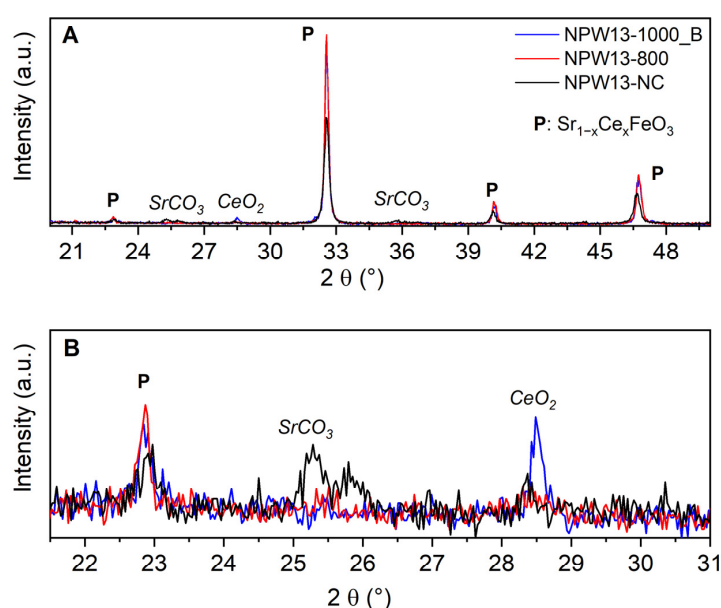 A
P
NPW13-1000_B
NPW13-800
NPW13-NC
P: Sr₁₋ₓCeₓFeO₃
P
SrCO₃
CeO₂
SrCO₃
P
P
Intensity (a.u.)
21 24 27 30 33 36 39 42 45 48
2 θ (°)
B
P
SrCO₃
CeO₂
Intensity (a.u.)
22 23 24 25 26 27 28 29 30 31
2 θ (°)